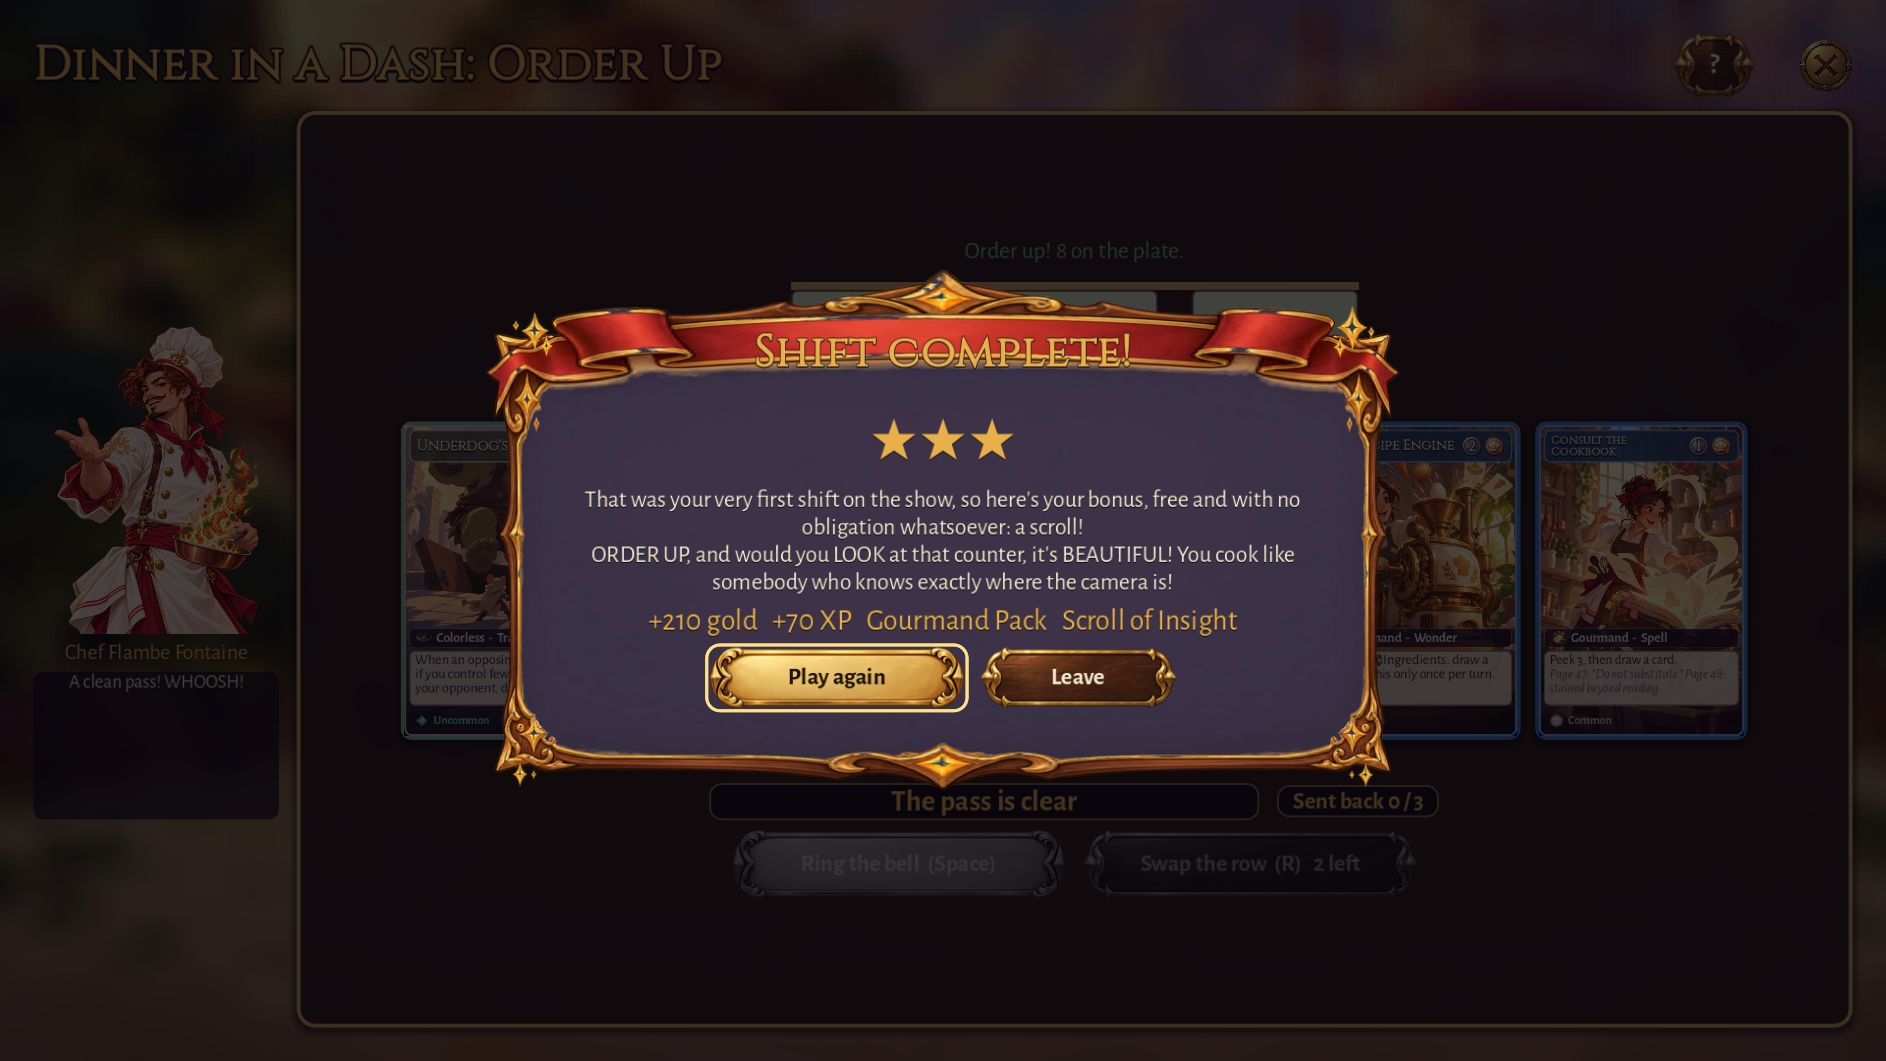 DINNER IN A DASH: ORDER UP
?
Order up! 8 on the plate.
SHIFT COMPLETE!
That was your very first shift on the show, so here's your bonus, free and with no
obligation whatsoever: a scroll!
ORDER UP, and would you LOOK at that counter, it's BEAUTIFUL! You cook like
somebody who knows exactly where the camera is!
+210 gold +70 XP Gourmand Pack Scroll of Insight
Play again
Leave
Chef Flambe Fontaine
A clean pass! WHOOSH!
UNDERDOG'S
Colorless - Tra
When an opposin
if you control few
your opponent, d
Uncommon
IPE ENGINE 2
mand - Wonder
Ingredients: draw a
his only once per turn.
CONSULT THE
COOKBOOK
1
Gourmand - Spell
Peek 3, then draw a card.
Page 47: "Do not substitute." Page 48:
stained beyond reading.
Common
The pass is clear
Sent back 0/3
Ring the bell (Space)
Swap the row (R) 2 left